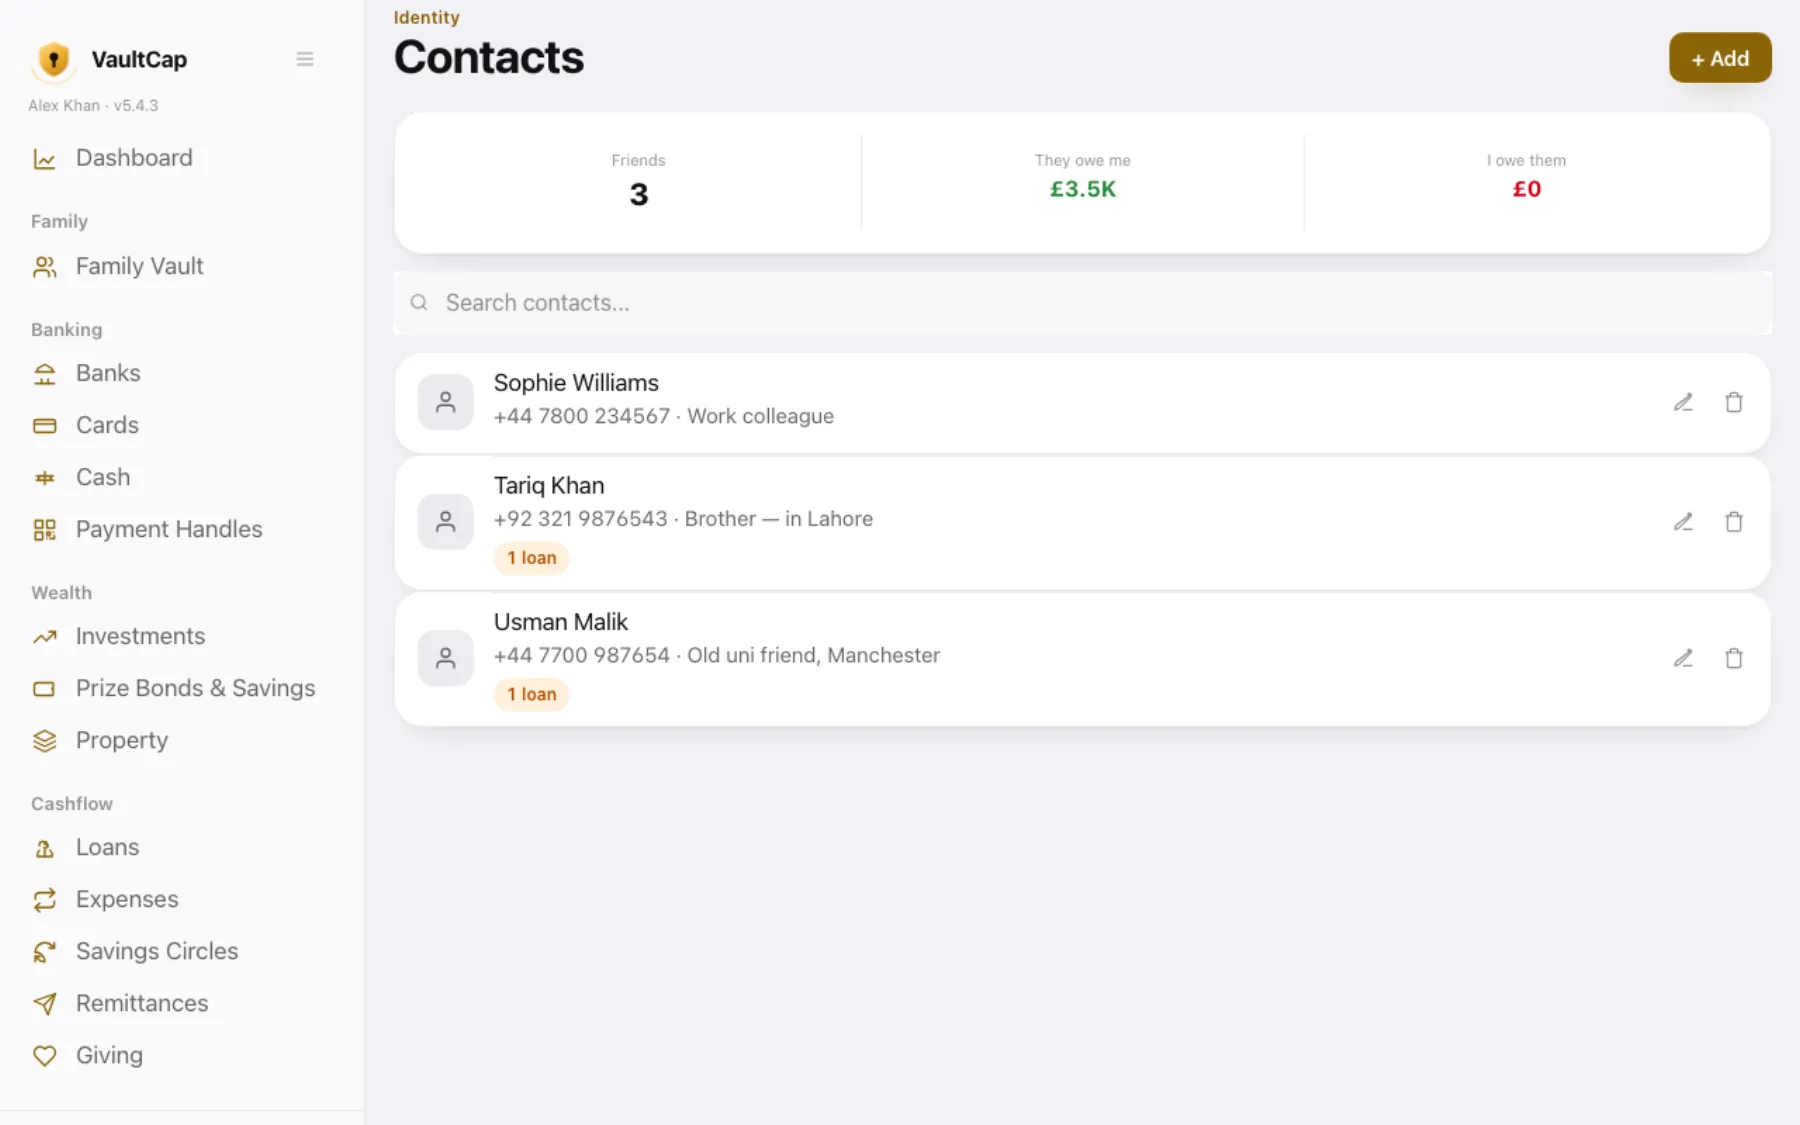 VaultCap
Alex Khan · v5.4.3
Dashboard
Family
Family Vault
Banking
Banks
Cards
Cash
Payment Handles
Wealth
Investments
Prize Bonds & Savings
Property
Cashflow
Loans
Expenses
Savings Circles
Remittances
Giving
Identity
Contacts
+ Add
Friends
3
They owe me
£3.5K
I owe them
£0
Search contacts...
Sophie Williams
+44 7800 234567 · Work colleague
Tariq Khan
+92 321 9876543 · Brother — in Lahore
1 loan
Usman Malik
+44 7700 987654 · Old uni friend, Manchester
1 loan